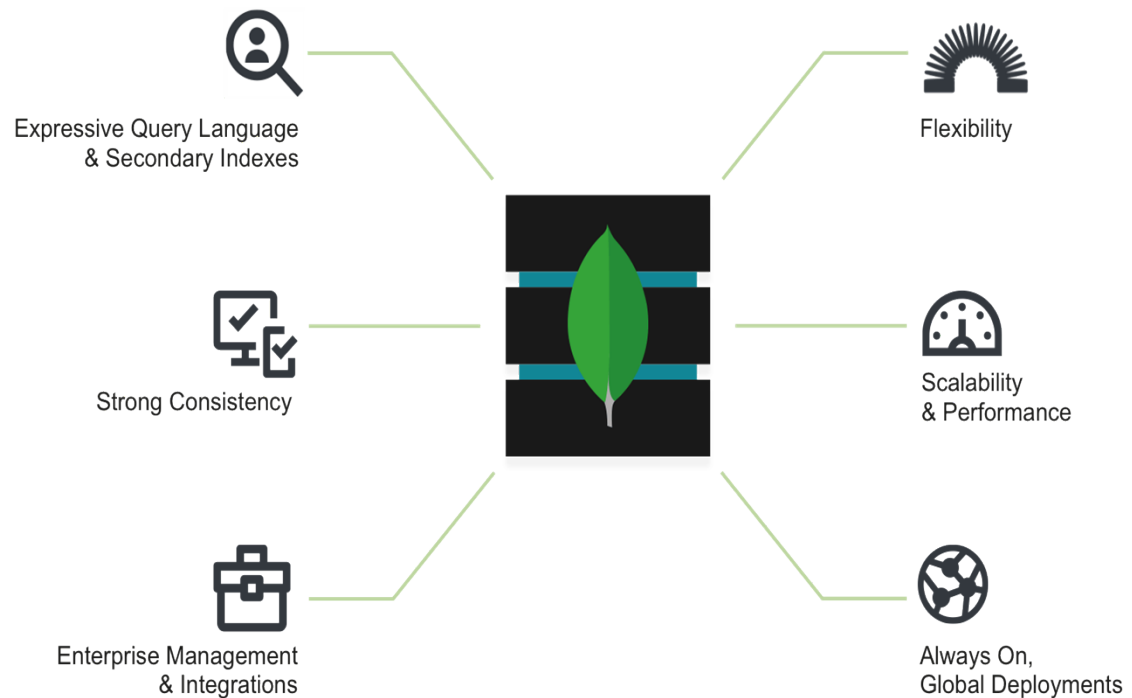 Expressive Query Language
& Secondary Indexes
Flexibility
Strong Consistency
Scalability
& Performance
Enterprise Management
& Integrations
Always On,
Global Deployments